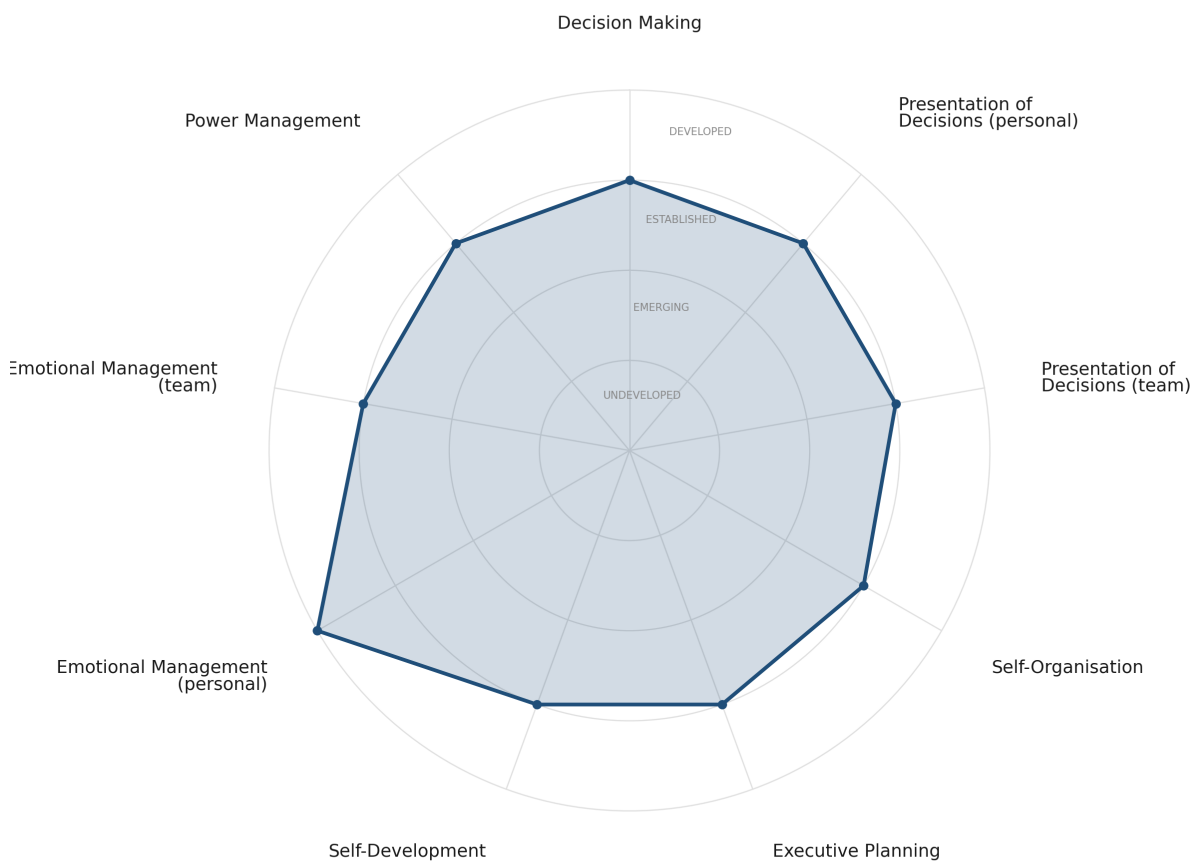 Decision Making
Presentation of
Decisions (personal)
Power Management
DEVELOPED
ESTABLISHED
EMERGING
UNDEVELOPED
Emotional Management
(team)
Presentation of
Decisions (team)
Emotional Management
(personal)
Self-Organisation
Self-Development
Executive Planning